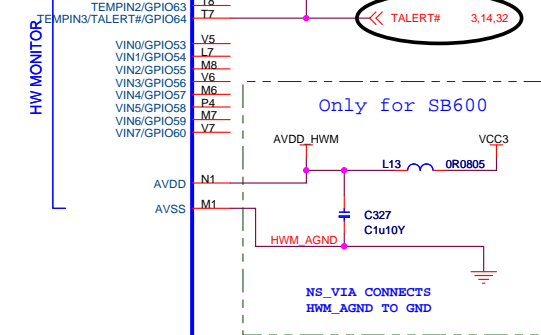 TEMPIN2/GPIO63 T8
TEMPIN3/TALERT#/GPIO64 T7
TALERT# 3,14,32
HW MONITOR
VIN0/GPIO53 V5
VIN1/GPIO54 L7
VIN2/GPIO55 M8
VIN3/GPIO56 V6
VIN4/GPIO57 M6
VIN5/GPIO58 P4
VIN6/GPIO59 M7
VIN7/GPIO60 V7
Only for SB600
AVDD_HWM
VCC3
L13 0R0805
AVDD N1
AVSS M1
C327
C1u10Y
HWM_AGND
NS_VIA CONNECTS
HWM_AGND TO GND